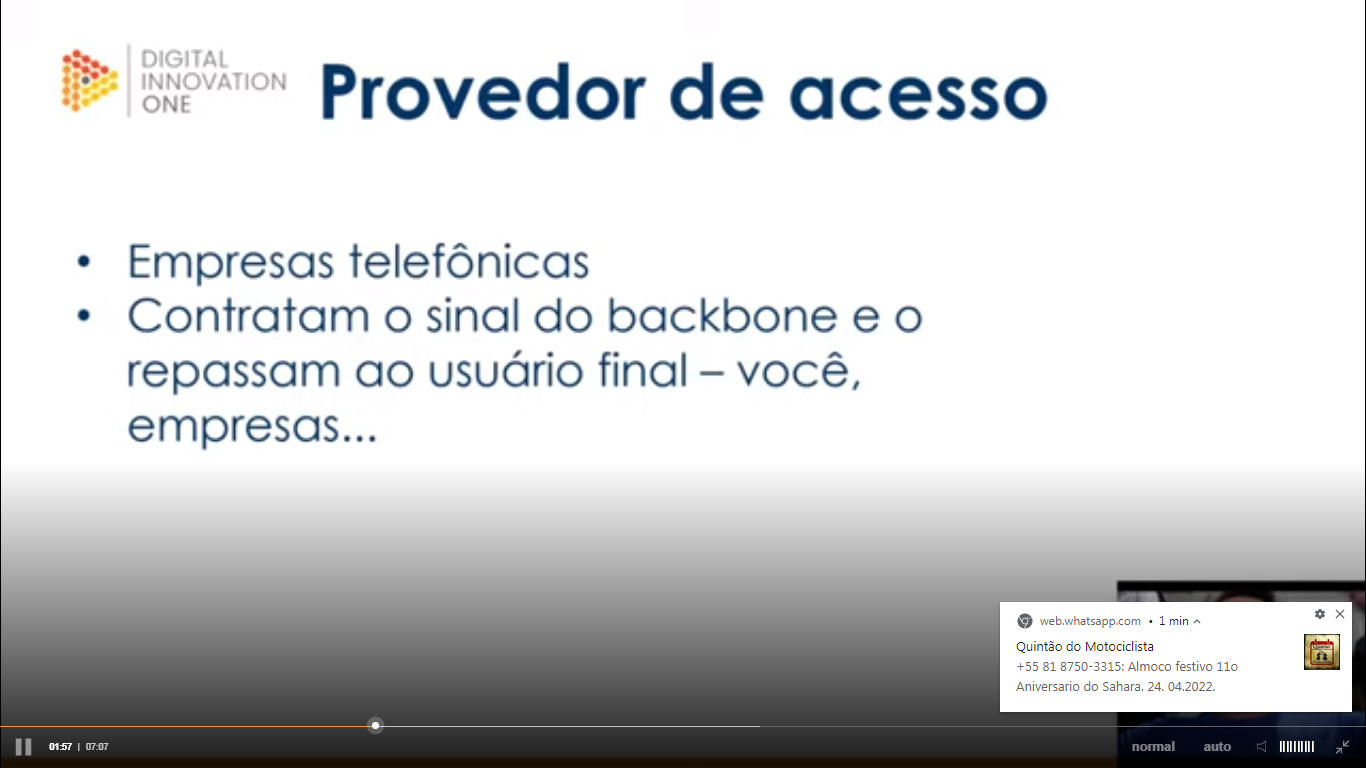 DIGITAL
INNOVATION
ONE
Provedor de acesso
• Empresas telefônicas
• Contratam o sinal do backbone e o
repassam ao usuário final – você,
empresas...
web.whatsapp.com • 1 min
Quintão do Motociclista
+55 81 8750-3315: Almoco festivo 11o
Aniversario do Sahara. 24. 04.2022.
01:57 | 07:07
normal auto